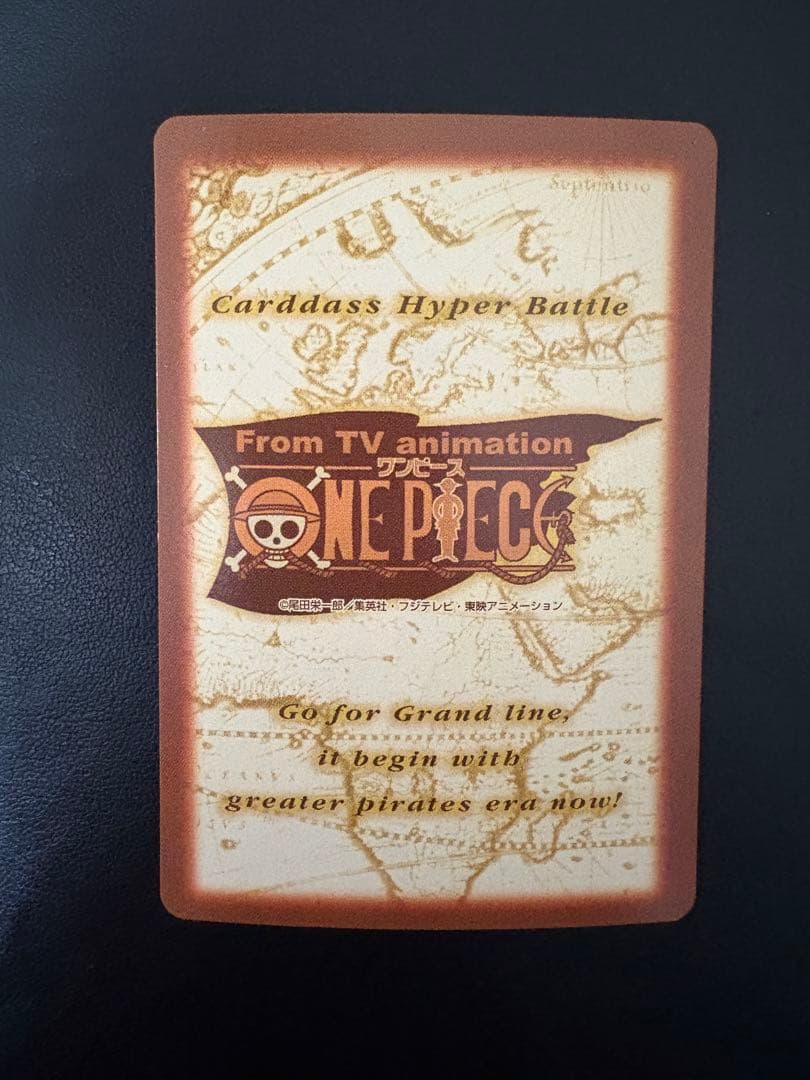 Septentrio
Carddass Hyper Battle
From TV animation
ワンピース
ONE PIECE
©尾田栄一郎/集英社・フジテレビ・東映アニメーション
Go for Grand line,
it begin with
greater pirates era now!